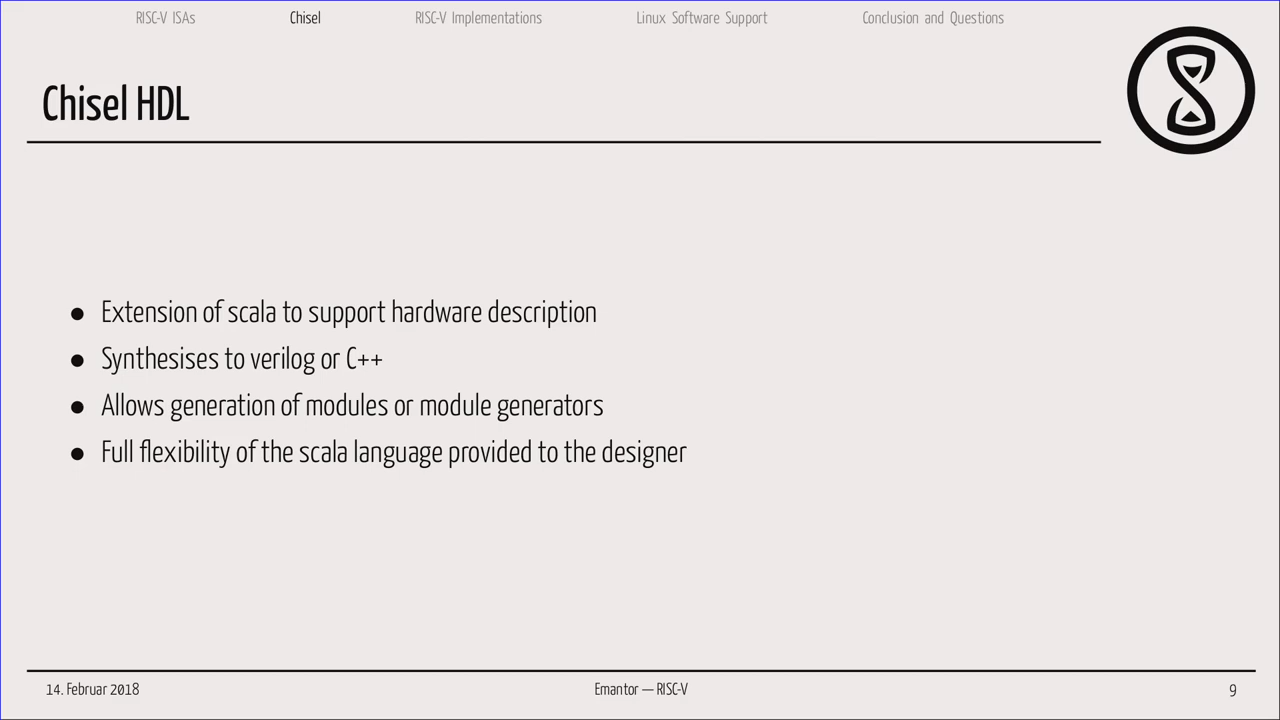 RISC-V ISAs Chisel RISC-V Implementations Linux Software Support Conclusion and Questions
Chisel HDL
● Extension of scala to support hardware description
● Synthesises to verilog or C++
● Allows generation of modules or module generators
● Full flexibility of the scala language provided to the designer
14. Februar 2018 Emantor — RISC-V 9